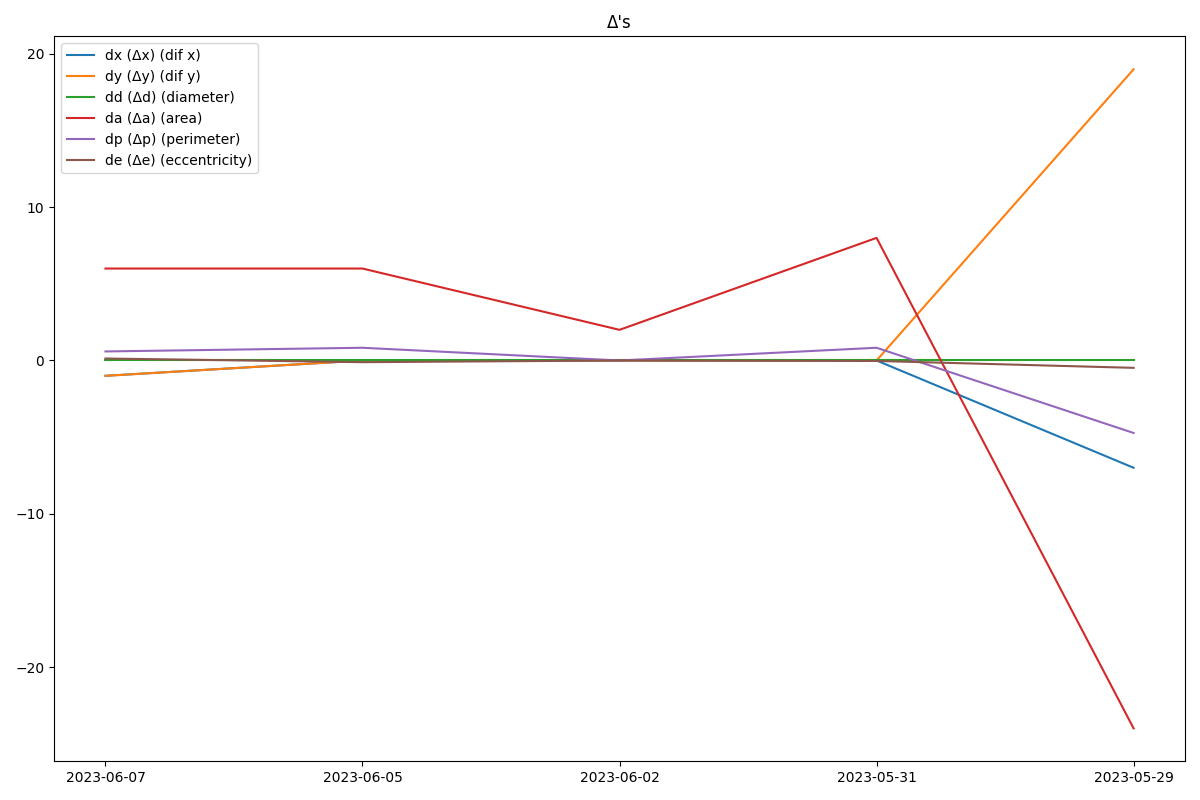 Δ's
dx (Δx) (dif x)
dy (Δy) (dif y)
dd (Δd) (diameter)
da (Δa) (area)
dp (Δp) (perimeter)
de (Δe) (eccentricity)
20
10
0
−10
−20
2023-06-07 2023-06-05 2023-06-02 2023-05-31 2023-05-29